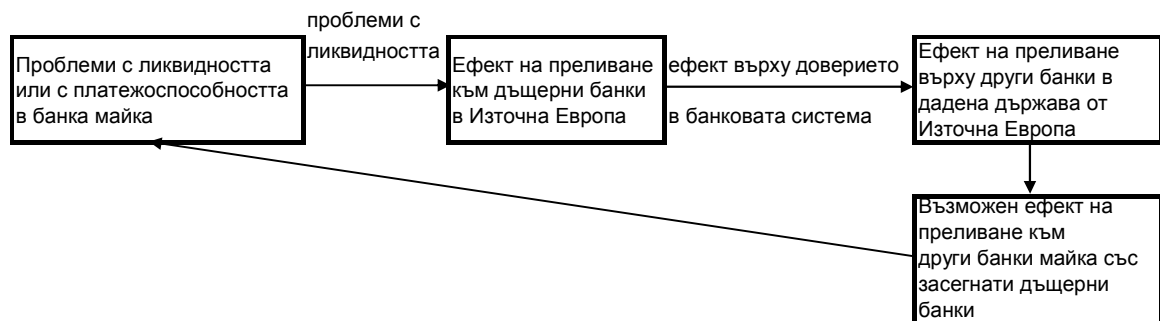 проблеми с
ликвидността
Проблеми с ликвидността
или с платежоспособността
в банка майка
Ефект на преливане
към дъщерни банки
в Източна Европа
ефект върху доверието
в банковата система
Ефект на преливане
върху други банки в
дадена държава от
Източна Европа
Възможен ефект на
преливане към
други банки майка със
засегнати дъщерни
банки